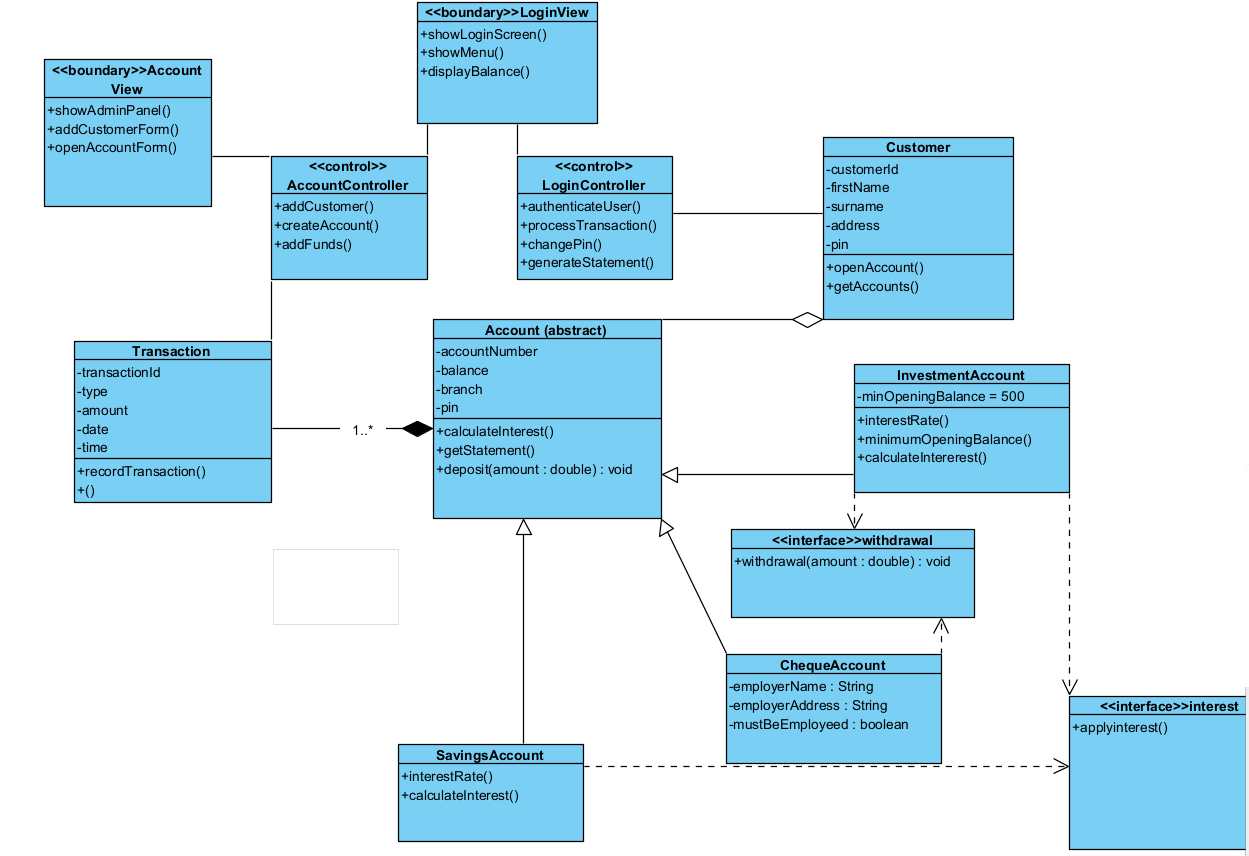 <<boundary>>LoginView
+showLoginScreen()
+showMenu()
+displayBalance()
<<boundary>>Account
View
+showAdminPanel()
+addCustomerForm()
+openAccountForm()
<<control>>
AccountController
+addCustomer()
+createAccount()
+addFunds()
<<control>>
LoginController
+authenticateUser()
+processTransaction()
+changePin()
+generateStatement()
Customer
-customerId
-firstName
-surname
-address
-pin
+openAccount()
+getAccounts()
Transaction
-transactionId
-type
-amount
-date
-time
+recordTransaction()
+()
1..*
Account (abstract)
-accountNumber
-balance
-branch
-pin
+calculateInterest()
+getStatement()
+deposit(amount : double) : void
InvestmentAccount
-minOpeningBalance = 500
+interestRate()
+minimumOpeningBalance()
+calculateIntererest()
<<interface>>withdrawal
+withdrawal(amount : double) : void
ChequeAccount
-employerName : String
-employerAddress : String
-mustBeEmployeed : boolean
<<interface>>interest
+applyinterest()
SavingsAccount
+interestRate()
+calculateInterest()